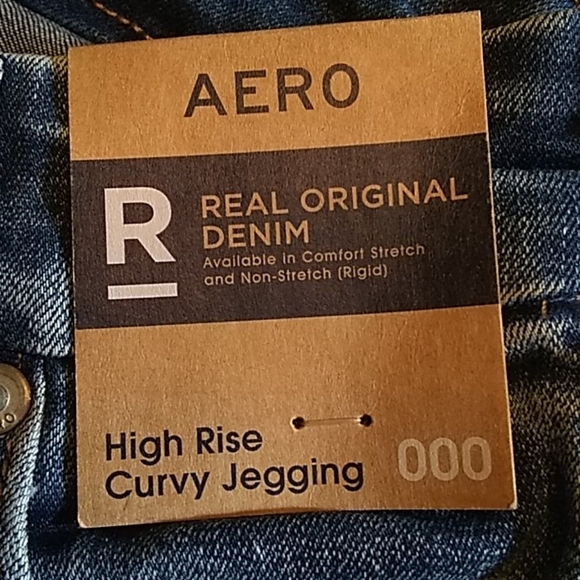 AERO
R
REAL ORIGINAL
DENIM
Available in Comfort Stretch
and Non-Stretch (Rigid)
High Rise
Curvy Jegging
000